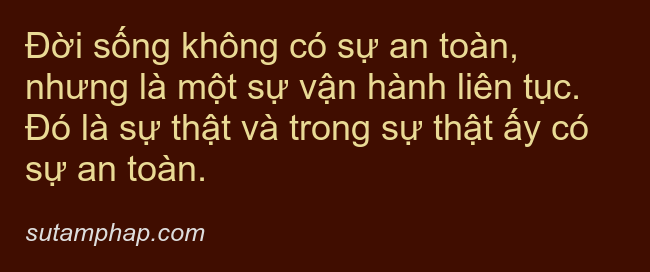 Đời sống không có sự an toàn,
nhưng là một sự vận hành liên tục.
Đó là sự thật và trong sự thật ấy có
sự an toàn.
sutamphap.com